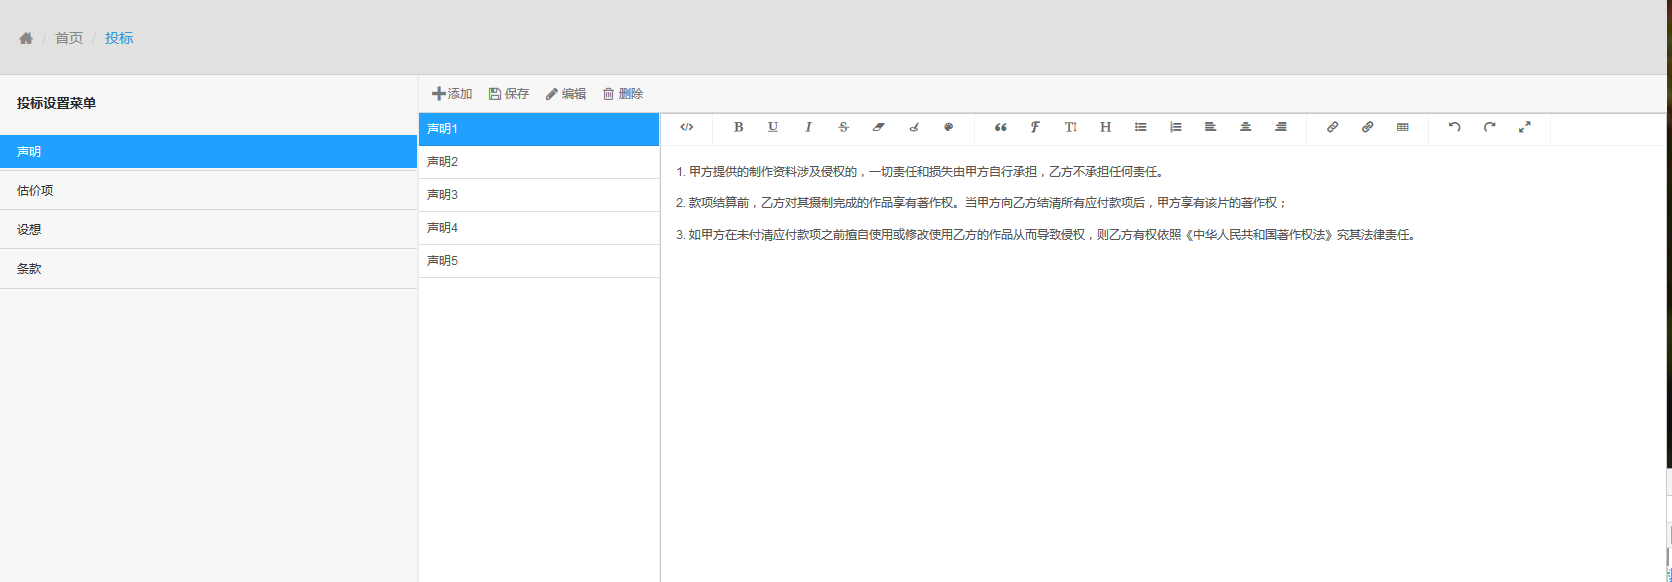 / 首页 / 投标
投标设置菜单
声明
估价项
设想
条款
添加 保存 编辑 删除
声明1
声明2
声明3
声明4
声明5
</> B U I S F TI H
1. 甲方提供的制作资料涉及侵权的，一切责任和损失由甲方自行承担，乙方不承担任何责任。
2. 款项结算前，乙方对其摄制完成的作品享有著作权。当甲方向乙方结清所有应付款项后，甲方享有该片的著作权；
3. 如甲方在未付清应付款项之前擅自使用或修改使用乙方的作品从而导致侵权，则乙方有权依照《中华人民共和国著作权法》究其法律责任。